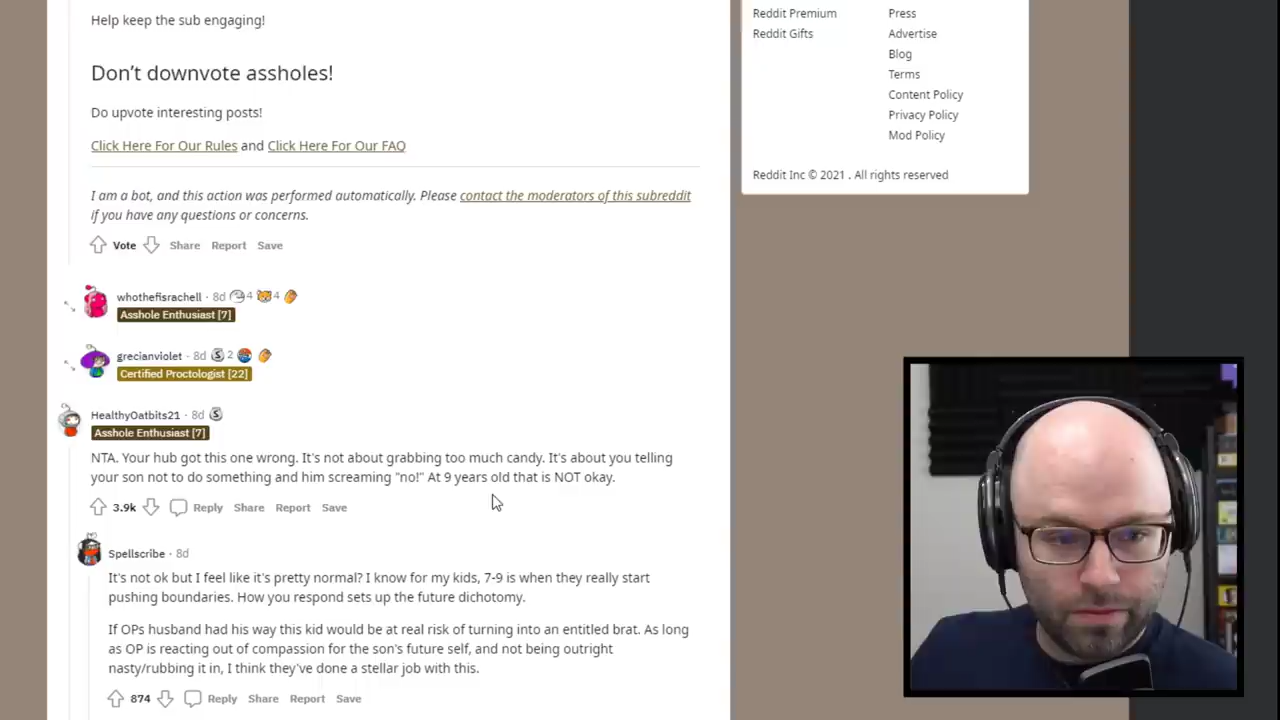 Help keep the sub engaging!
Don’t downvote assholes!
Do upvote interesting posts!
Click Here For Our Rules and Click Here For Our FAQ
I am a bot, and this action was performed automatically. Please contact the moderators of this subreddit
if you have any questions or concerns.
Vote Share Report Save
whothefisrachell · 8d 4 4
Asshole Enthusiast [7]
grecianviolet · 8d S 2
Certified Proctologist [22]
HealthyOatbits21 · 8d S
Asshole Enthusiast [7]
NTA. Your hub got this one wrong. It's not about grabbing too much candy. It's about you telling
your son not to do something and him screaming "no!" At 9 years old that is NOT okay.
3.9k Reply Share Report Save
Spellscribe · 8d
It's not ok but I feel like it's pretty normal? I know for my kids, 7-9 is when they really start
pushing boundaries. How you respond sets up the future dichotomy.
If OPs husband had his way this kid would be at real risk of turning into an entitled brat. As long
as OP is reacting out of compassion for the son's future self, and not being outright
nasty/rubbing it in, I think they've done a stellar job with this.
874 Reply Share Report Save
Reddit Premium
Reddit Gifts
Press
Advertise
Blog
Terms
Content Policy
Privacy Policy
Mod Policy
Reddit Inc © 2021 . All rights reserved